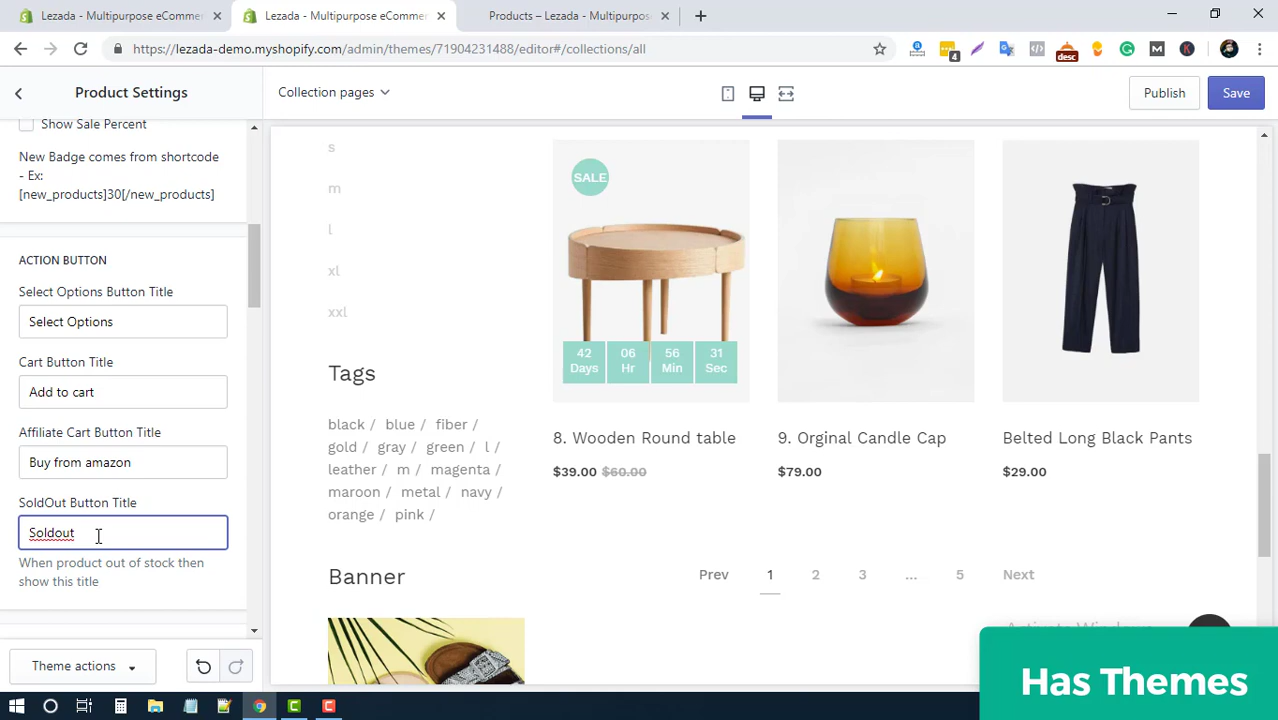 Lezada - Multipurpose eComme
Lezada - Multipurpose eCommer
Products – Lezada - Multipurpose
https://lezada-demo.myshopify.com/admin/themes/71904231488/editor#/collections/all
4
desc
Product Settings
Collection pages
Publish
Save
Show Sale Percent
New Badge comes from shortcode
- Ex:
[new_products]30[/new_products]
ACTION BUTTON
Select Options Button Title
Select Options
Cart Button Title
Add to cart
Affiliate Cart Button Title
Buy from amazon
SoldOut Button Title
Soldout
When product out of stock then
show this title
Theme actions
s
m
l
xl
xxl
Tags
black / blue / fiber /
gold / gray / green / l /
leather / m / magenta /
maroon / metal / navy /
orange / pink /
Banner
SALE
42 06 56 31
Days Hr Min Sec
8. Wooden Round table
$39.00 $60.00
9. Orginal Candle Cap
$79.00
Belted Long Black Pants
$29.00
Prev 1 2 3 ... 5 Next
Activate Windows
Has Themes